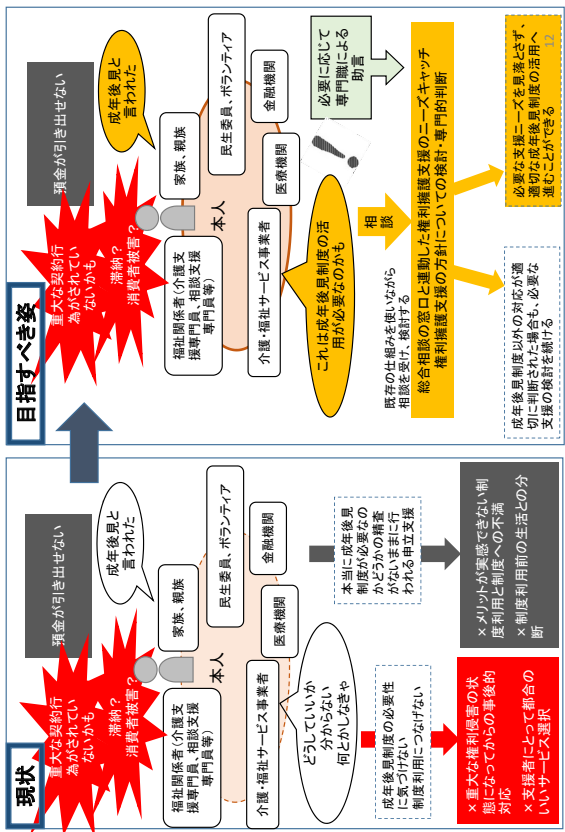 現状
重大な契約行
為がされてい
ないかも
滞納？
消費者被害？
預金が引き出せない
成年後見と
言われた
家族、親族
本人
福祉関係者（介護支
援専門員、相談支援
専門員等）
民生委員、ボランティア
金融機関
医療機関
介護・福祉サービス事業者
どうしていいか
分からない
何とかしなきゃ
成年後見制度の必要性
に気づけない
制度利用につなげない
本当に成年後見
制度が必要なの
かどうかの精査
がないままに行
われる申立支援
×重大な権利侵害の状
態になってからの事後的
対応
×支援者にとって都合の
いいサービス選択
×メリットが実感できない制
度利用と制度への不満
×制度利用前の生活との分
断
目指すべき姿
重大な契約行
為がされてい
ないかも
滞納？
消費者被害？
預金が引き出せない
成年後見と
言われた
家族、親族
本人
福祉関係者（介護支
援専門員、相談支援
専門員等）
民生委員、ボランティア
金融機関
医療機関
介護・福祉サービス事業者
これは成年後見制度の活
用が必要なのかも
！
必要に応じて
専門職による
助言
既存の仕組みを使いながら
相談を受け、検討する
相談
総合相談の窓口と連動した権利擁護支援のニーズキャッチ
権利擁護支援の方針についての検討・専門的判断
成年後見制度以外の対応が適
切に判断された場合も、必要な
支援の検討を続ける
必要な支援ニーズを見落とさず、
適切な成年後見制度の活用へ
進むことができる
12